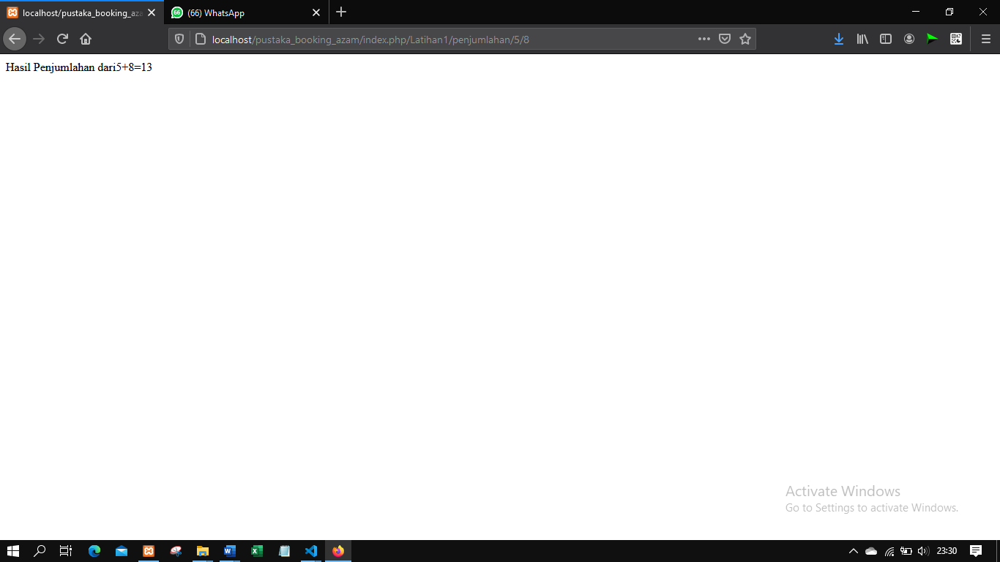 localhost/pustaka_booking_aza
66 (66) WhatsApp
localhost/pustaka_booking_azam/index.php/Latihan1/penjumlahan/5/8
Hasil Penjumlahan dari5+8=13
Activate Windows
Go to Settings to activate Windows.
23:30